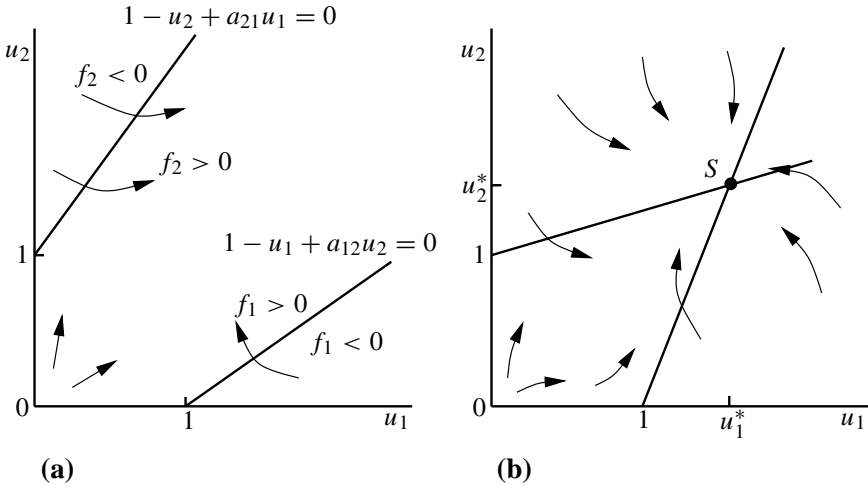 1 − u₂ + a₂₁u₁ = 0
u₂
f₂ < 0
f₂ > 0
1
1 − u₁ + a₁₂u₂ = 0
f₁ > 0
f₁ < 0
0
1
u₁
(a)
u₂
S
u₂*
1
0
1
u₁*
u₁
(b)